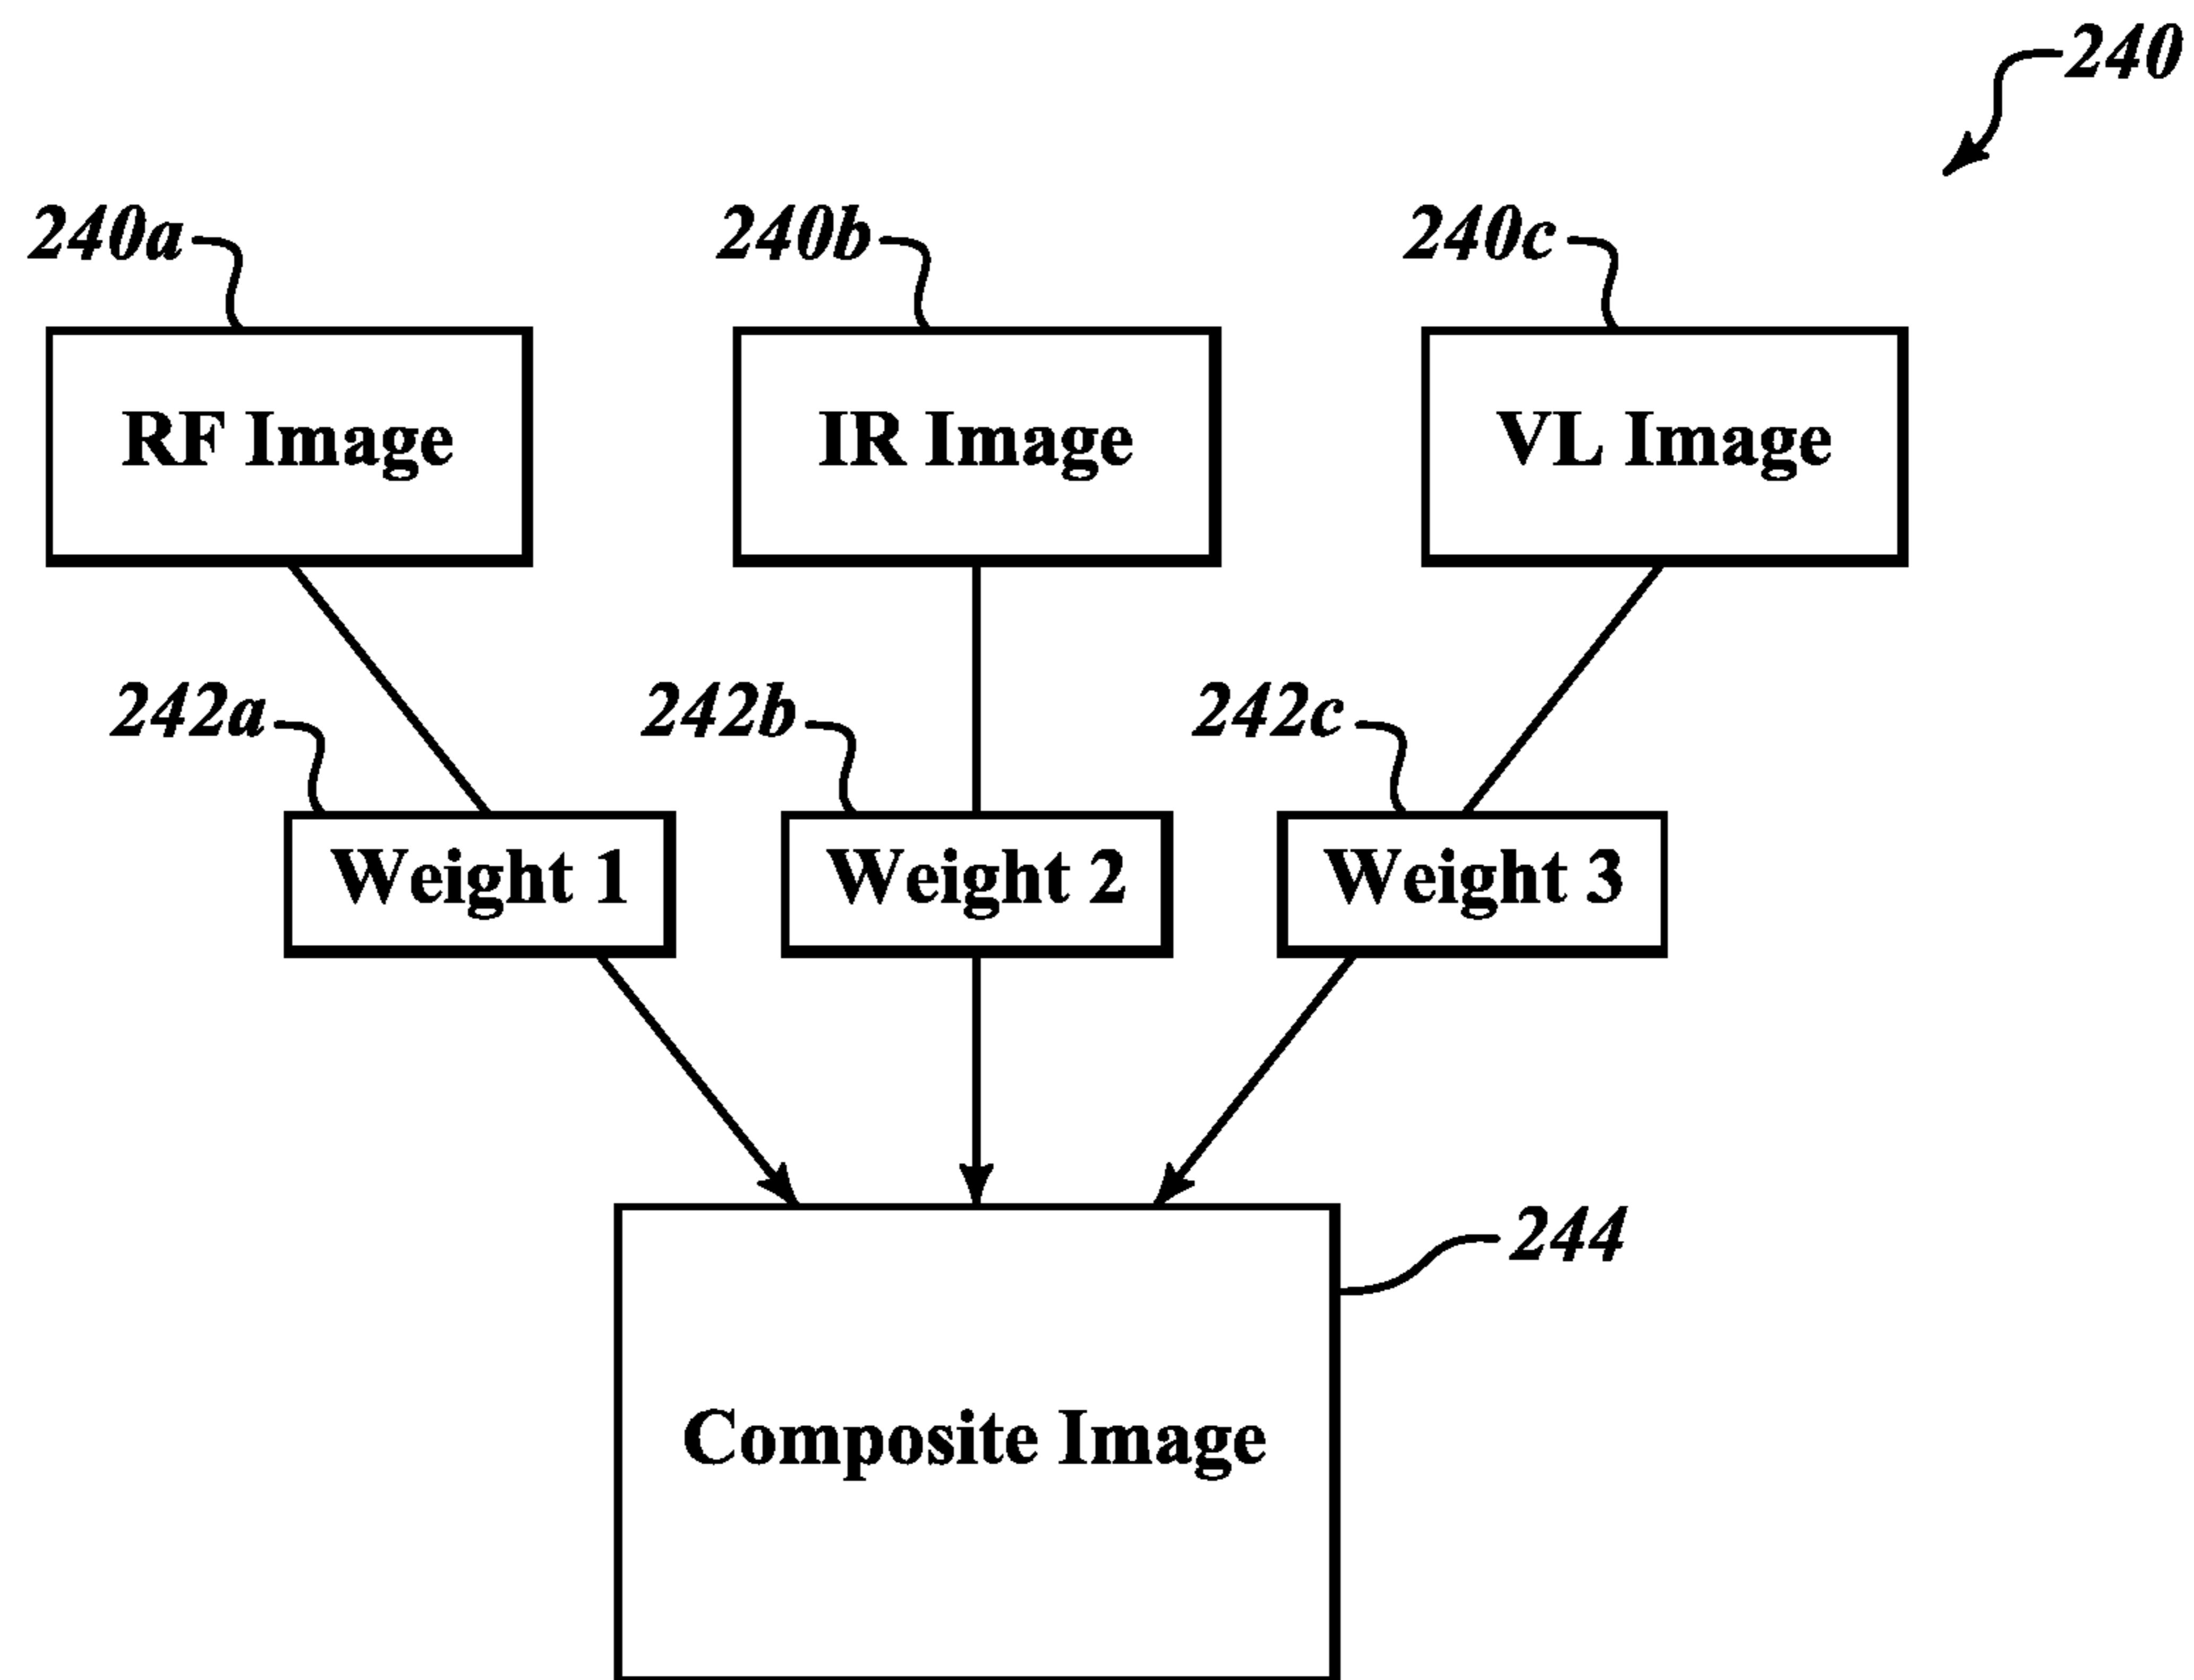 240
240a 240b 240c
RF Image IR Image VL Image
242a 242b 242c
Weight 1 Weight 2 Weight 3
244
Composite Image